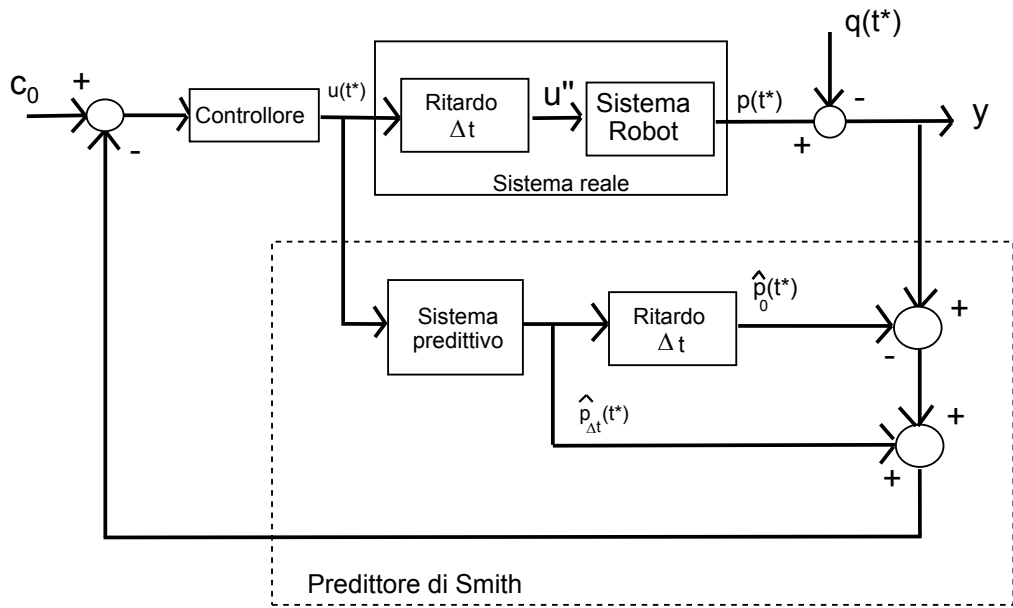 q(t*)
c₀
+
-
Controllore
u(t*)
Ritardo
Δt
u"
Sistema
Robot
Sistema reale
p(t*)
-
+
y
Sistema
predittivo
Ritardo
Δt
p̂₀(t*)
+
-
p̂Δt(t*)
+
+
Predittore di Smith